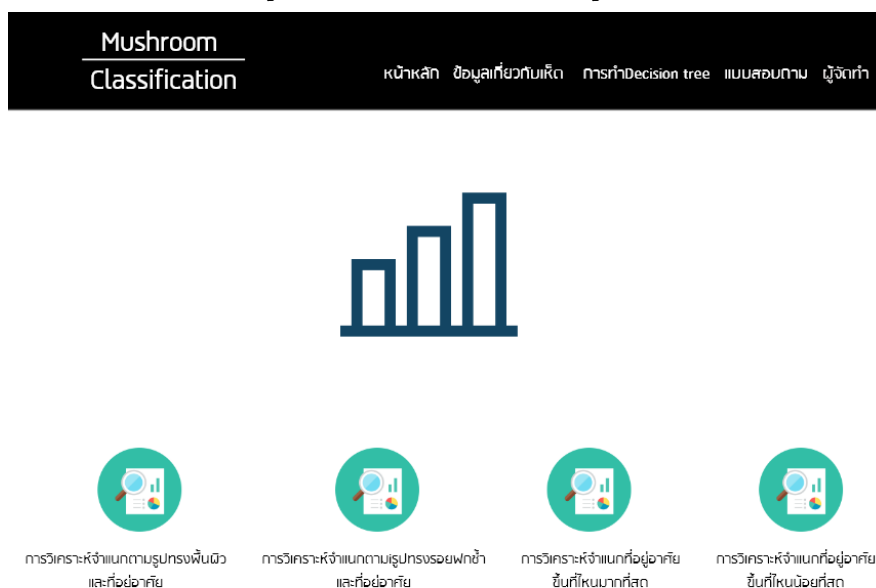 Mushroom
Classification
หน้าหลัก ข้อมูลเกี่ยวกับเห็ด การทำDecision tree แบบสอบถาม ผู้จัดทำ
การวิเคราะห์จำแนกตามรูปทรงพื้นผิว
และที่อยู่อาศัย
การวิเคราะห์จำแนกตามรูปทรงรอยฟกช้ำ
และที่อยู่อาศัย
การวิเคราะห์จำแนกที่อยู่อาศัย
ขึ้นที่ไหนมากที่สุด
การวิเคราะห์จำแนกที่อยู่อาศัย
ขึ้นที่ไหนน้อยที่สุด